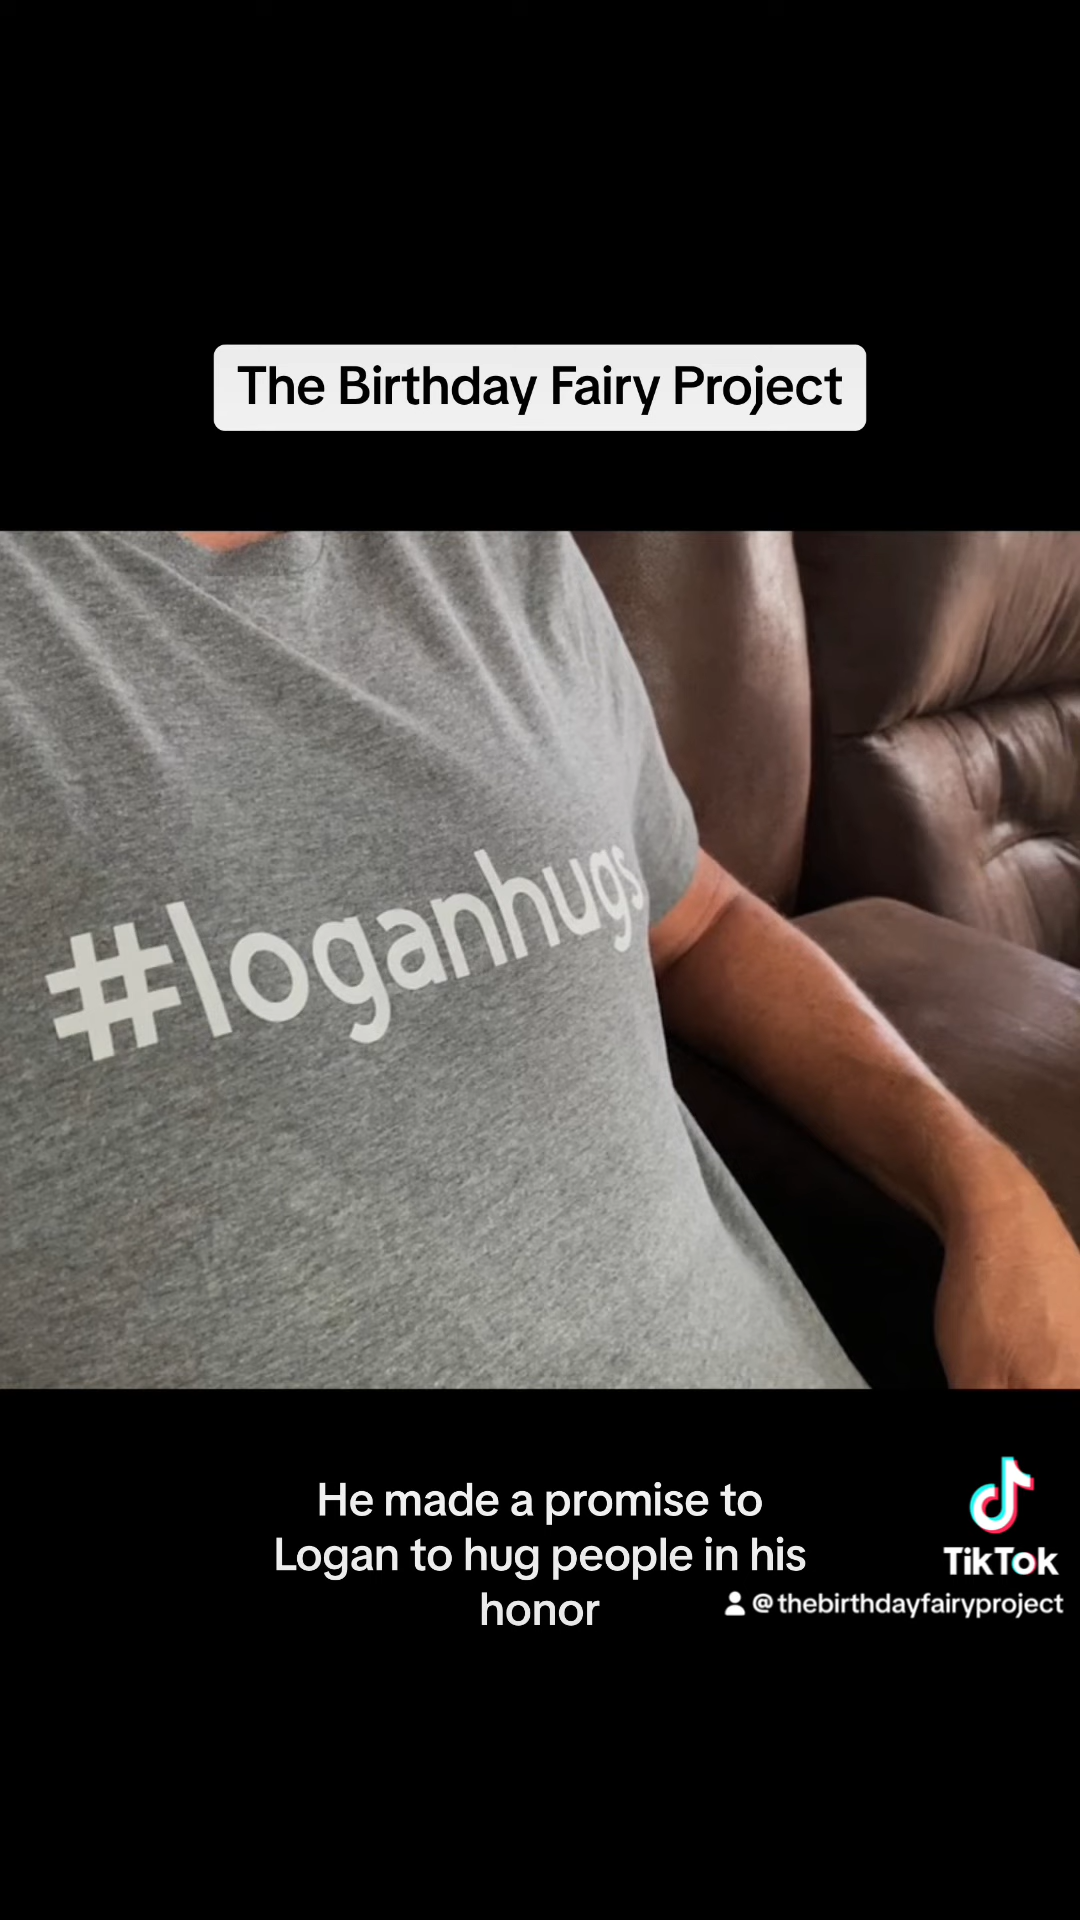 The Birthday Fairy Project
#loganhugs
He made a promise to
Logan to hug people in his
honor
TikTok
@thebirthdayfairyproject